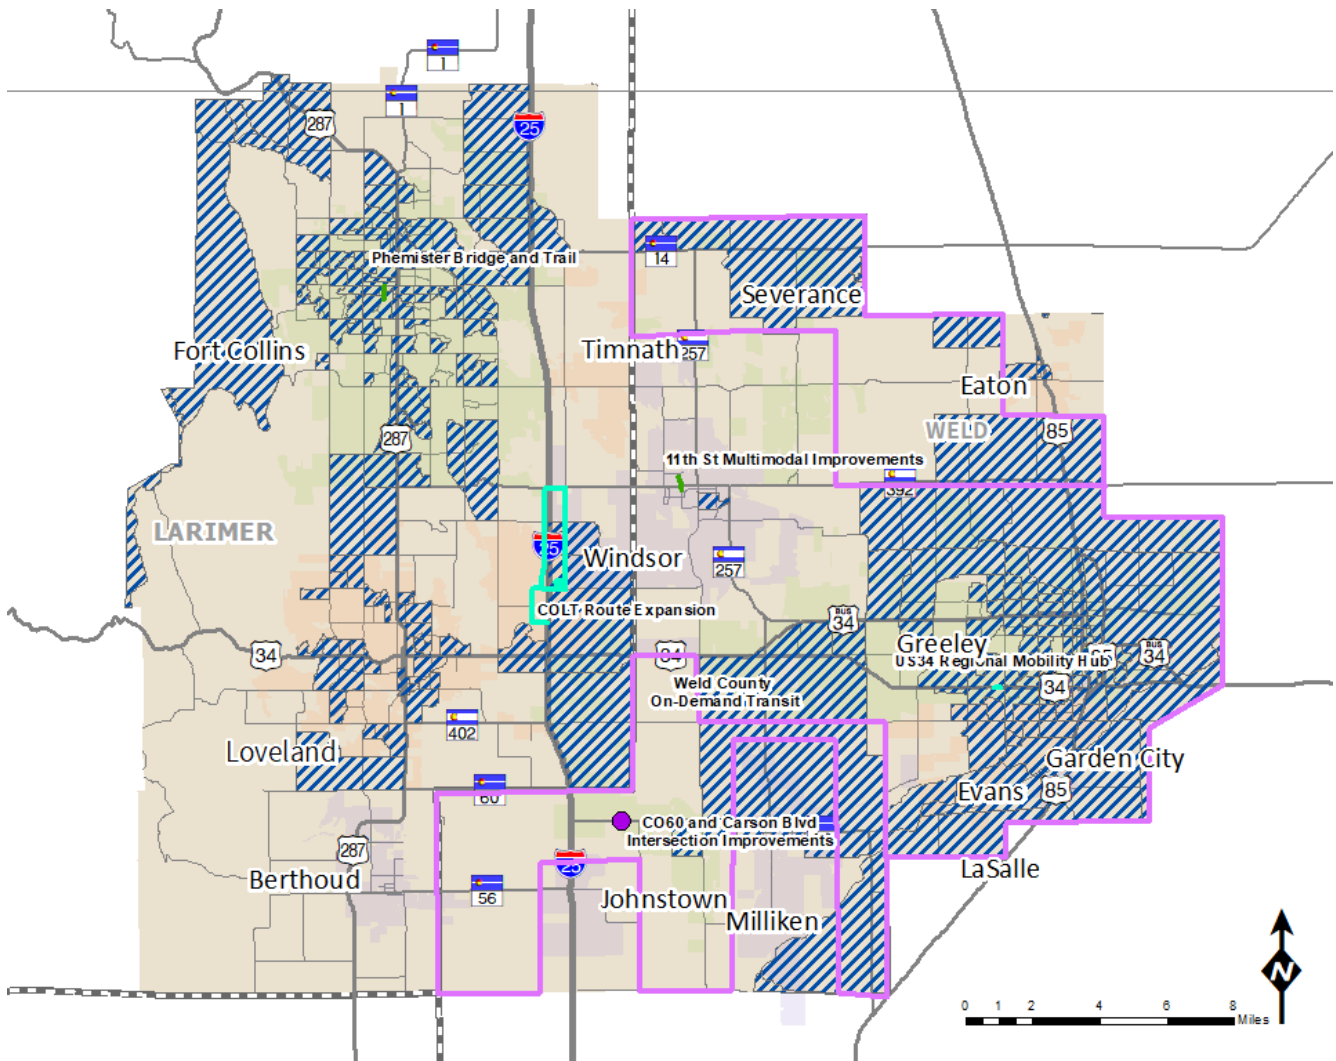 1
1
287
25
Phemister Bridge and Trail
14
Severance
Fort Collins
Timnath
257
Eaton
287
WELD
85
11th St Multimodal Improvements
392
LARIMER
25
Windsor
257
COLT Route Expansion
BUS
34
Greeley
34
34
85
BUS
34
US34 Regional Mobility Hub
Weld County
On-Demand Transit
34
402
Loveland
Garden City
60
Evans
85
CO60 and Carson Blvd
Intersection Improvements
287
25
Berthoud
LaSalle
56
Johnstown
Milliken
N
0 1 2 4 6 8
Miles